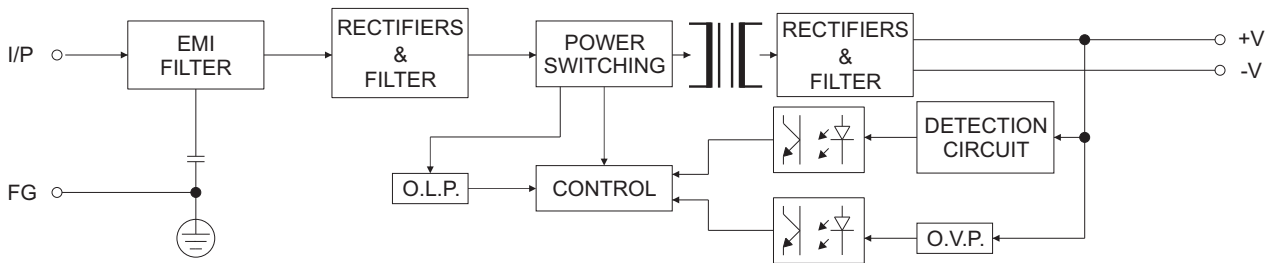 I/P
EMI
FILTER
RECTIFIERS
&
FILTER
POWER
SWITCHING
RECTIFIERS
&
FILTER
+V
-V
DETECTION
CIRCUIT
FG
O.L.P.
CONTROL
O.V.P.